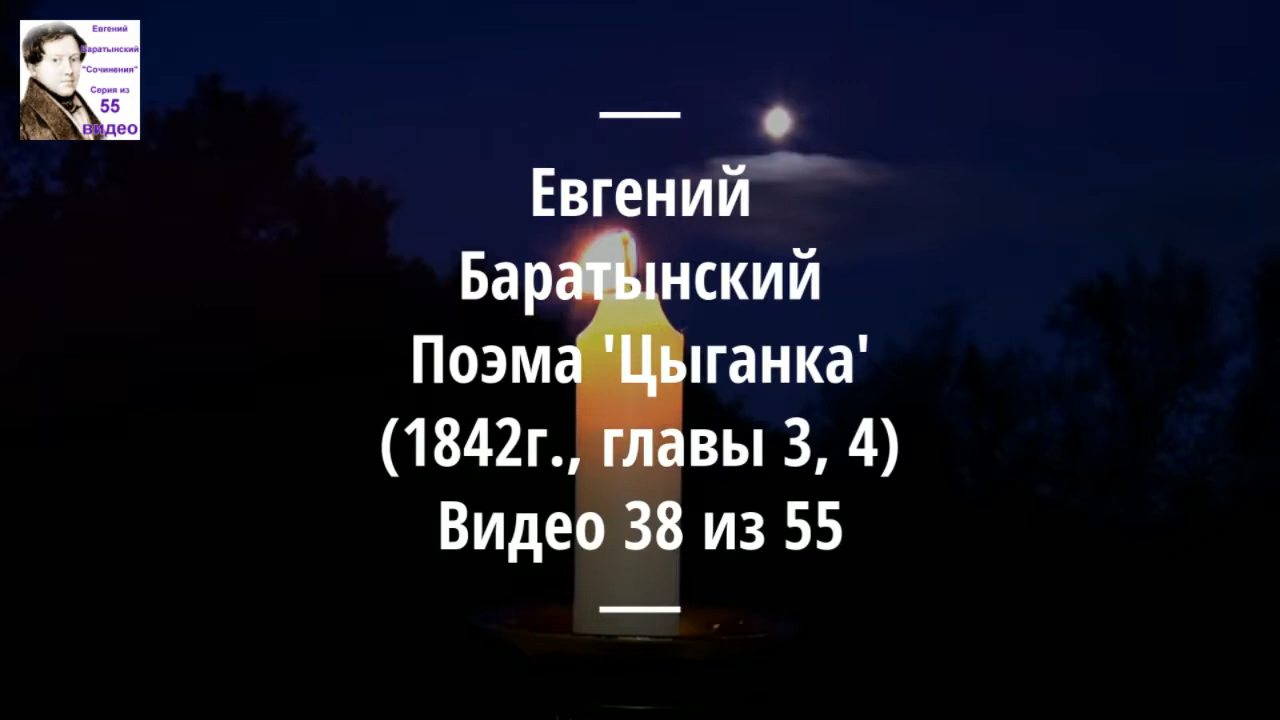 Евгений
Баратынский
"Сочинения"
Серия из
55
видео
Евгений
Баратынский
Поэма 'Цыганка'
(1842г., главы 3, 4)
Видео 38 из 55